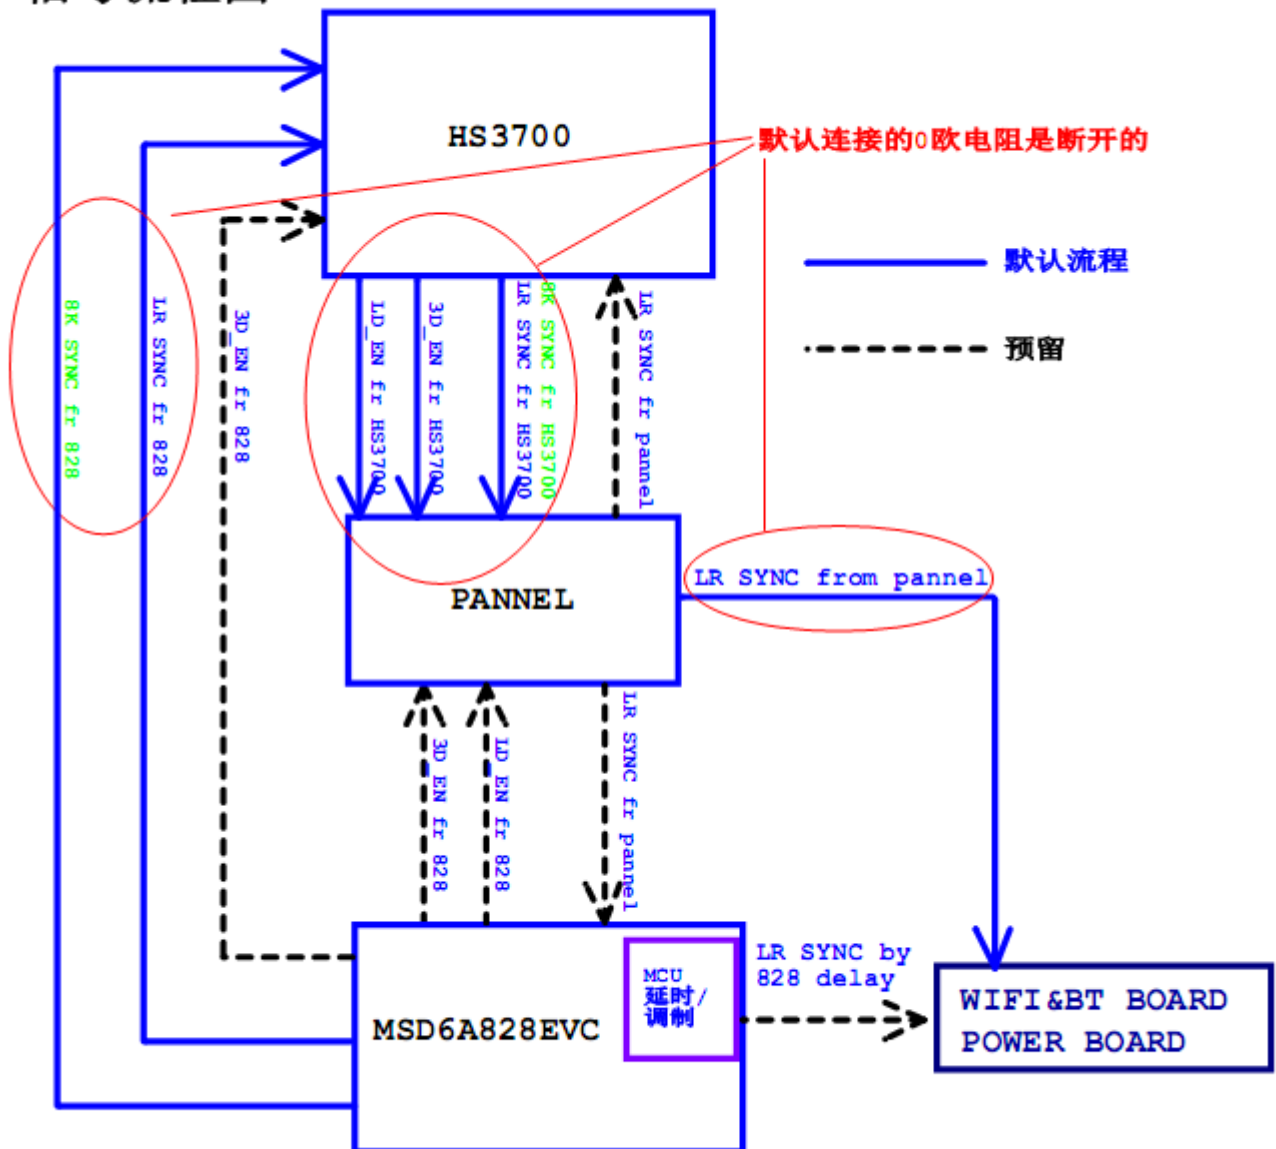 HS3700
默认连接的0欧电阻是断开的
默认流程
预留
8K SYNC fr 828
LR SYNC fr 828
3D_EN fr 828
LD_EN fr HS3700
3D_EN fr HS3700
LR SYNC fr HS3700
8K SYNC fr HS3700
LR SYNC fr pannel
PANNEL
LR SYNC from pannel
3D_EN fr 828
LD_EN fr 828
LR SYNC fr pannel
MCU
延时/
调制
LR SYNC by
828 delay
MSD6A828EVC
WIFI&BT BOARD
POWER BOARD